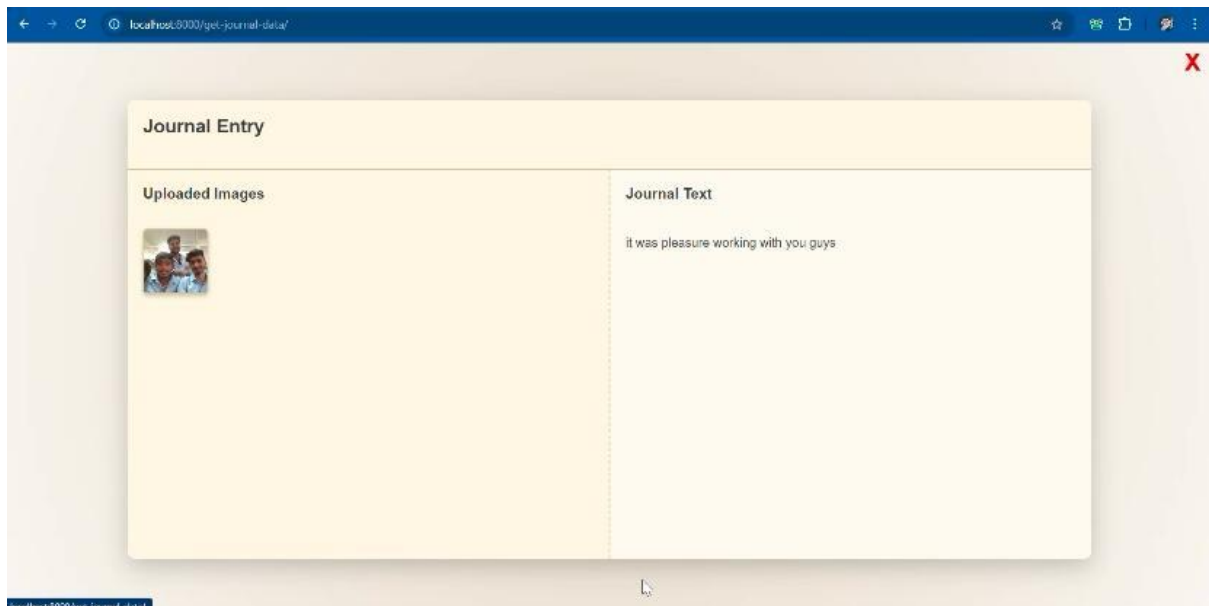 localhost:8000/get-journal-data/
X
Journal Entry
Uploaded Images
Journal Text
it was pleasure working with you guys